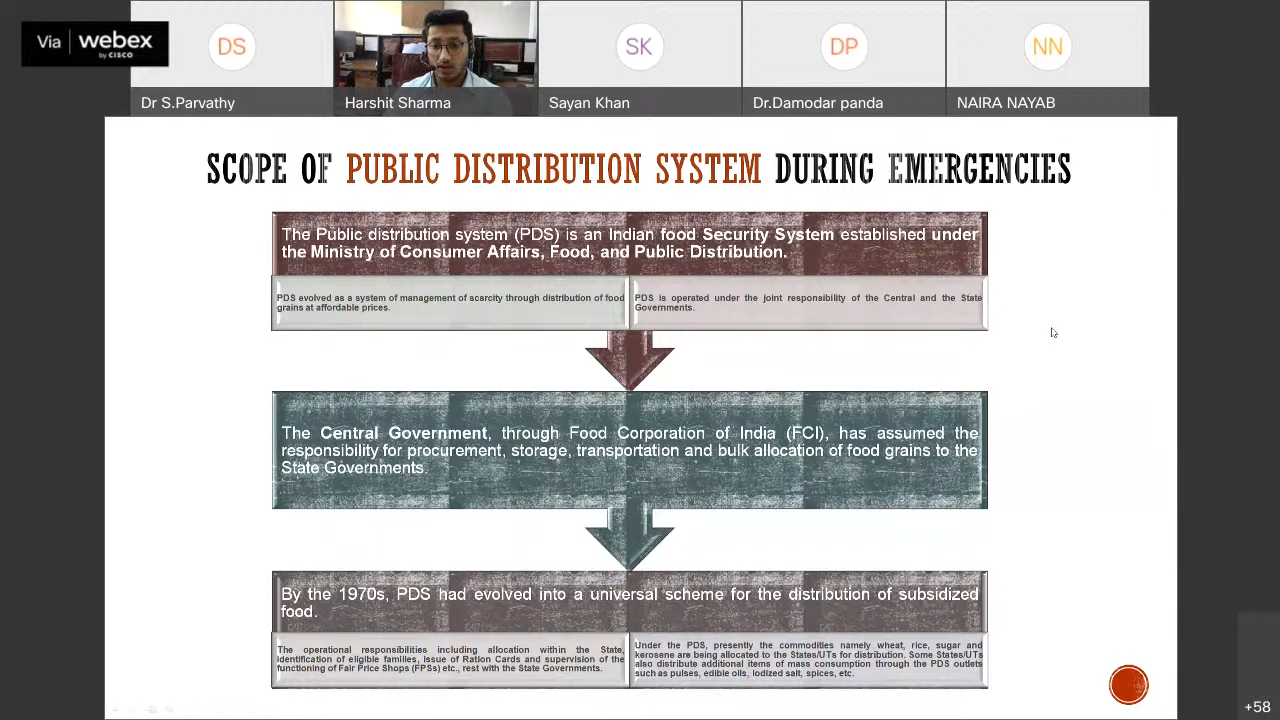 Via webex
by CISCO
DS
SK
DP
NN
Dr S.Parvathy
Harshit Sharma
Sayan Khan
Dr.Damodar panda
NAIRA NAYAB
SCOPE OF PUBLIC DISTRIBUTION SYSTEM DURING EMERGENCIES
The Public distribution system (PDS) is an Indian food Security System established under
the Ministry of Consumer Affairs, Food, and Public Distribution.
PDS evolved as a system of management of scarcity through distribution of food
grains at affordable prices.
PDS is operated under the joint responsibility of the Central and the State
Governments.
The Central Government, through Food Corporation of India (FCI), has assumed the
responsibility for procurement, storage, transportation and bulk allocation of food grains to the
State Governments.
By the 1970s, PDS had evolved into a universal scheme for the distribution of subsidized
food.
The operational responsibilities including allocation within the State,
identification of eligible families, issue of Ration Cards and supervision of the
functioning of Fair Price Shops (FPSs) etc., rest with the State Governments.
Under the PDS, presently the commodities namely wheat, rice, sugar and
kerosene are being allocated to the States/UTs for distribution. Some States/UTs
also distribute additional items of mass consumption through the PDS outlets
such as pulses, edible oils, iodized salt, spices, etc.
+58